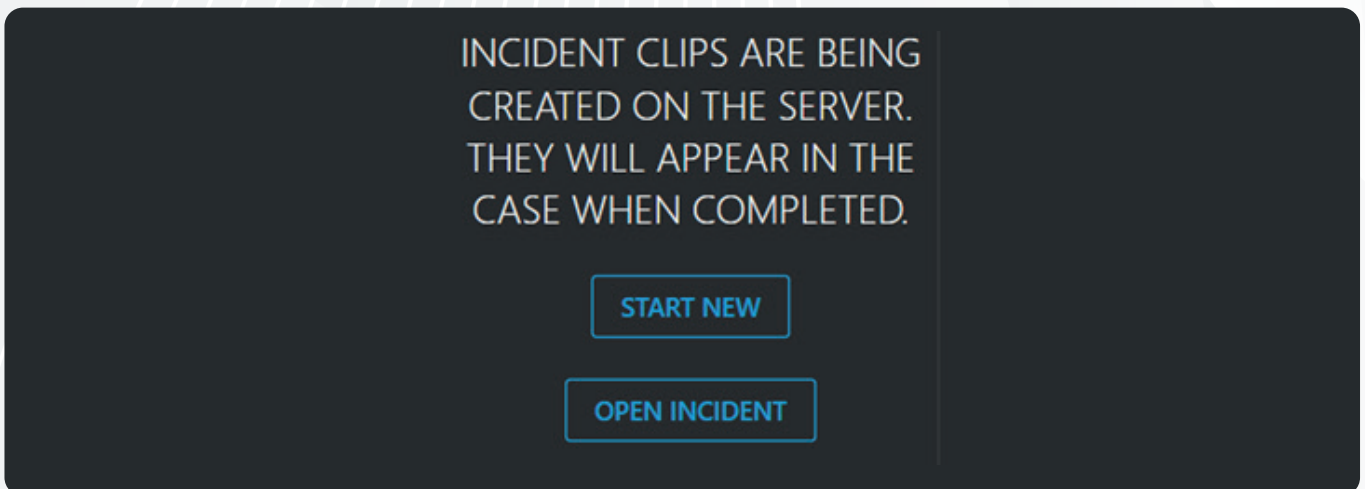 INCIDENT CLIPS ARE BEING
CREATED ON THE SERVER.
THEY WILL APPEAR IN THE
CASE WHEN COMPLETED.
START NEW
OPEN INCIDENT